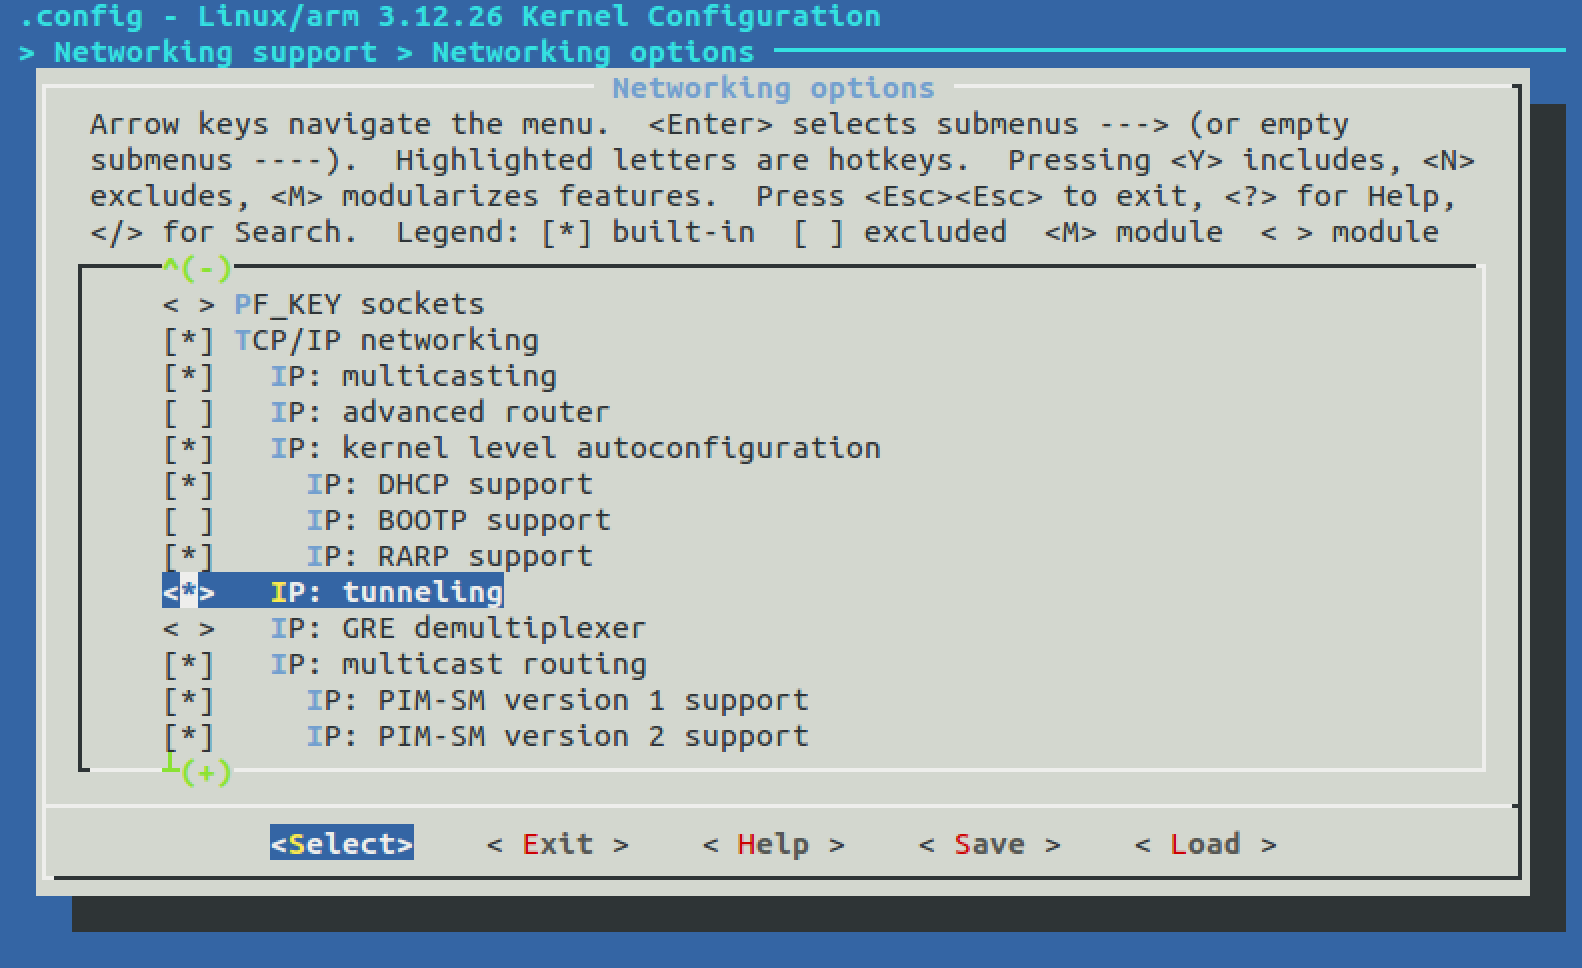 .config - Linux/arm 3.12.26 Kernel Configuration
> Networking support > Networking options
Networking options
Arrow keys navigate the menu.  <Enter> selects submenus ---> (or empty
submenus ----).  Highlighted letters are hotkeys.  Pressing <Y> includes, <N>
excludes, <M> modularizes features.  Press <Esc><Esc> to exit, <?> for Help,
</> for Search.  Legend: [*] built-in  [ ] excluded  <M> module  < > module
^(-)
< > PF_KEY sockets
[*] TCP/IP networking
[*]   IP: multicasting
[ ]   IP: advanced router
[*]   IP: kernel level autoconfiguration
[*]     IP: DHCP support
[ ]     IP: BOOTP support
[*]     IP: RARP support
<*>   IP: tunneling
< >   IP: GRE demultiplexer
[*]   IP: multicast routing
[*]     IP: PIM-SM version 1 support
[*]     IP: PIM-SM version 2 support
┴(+)
<Select>    < Exit >    < Help >    < Save >    < Load >